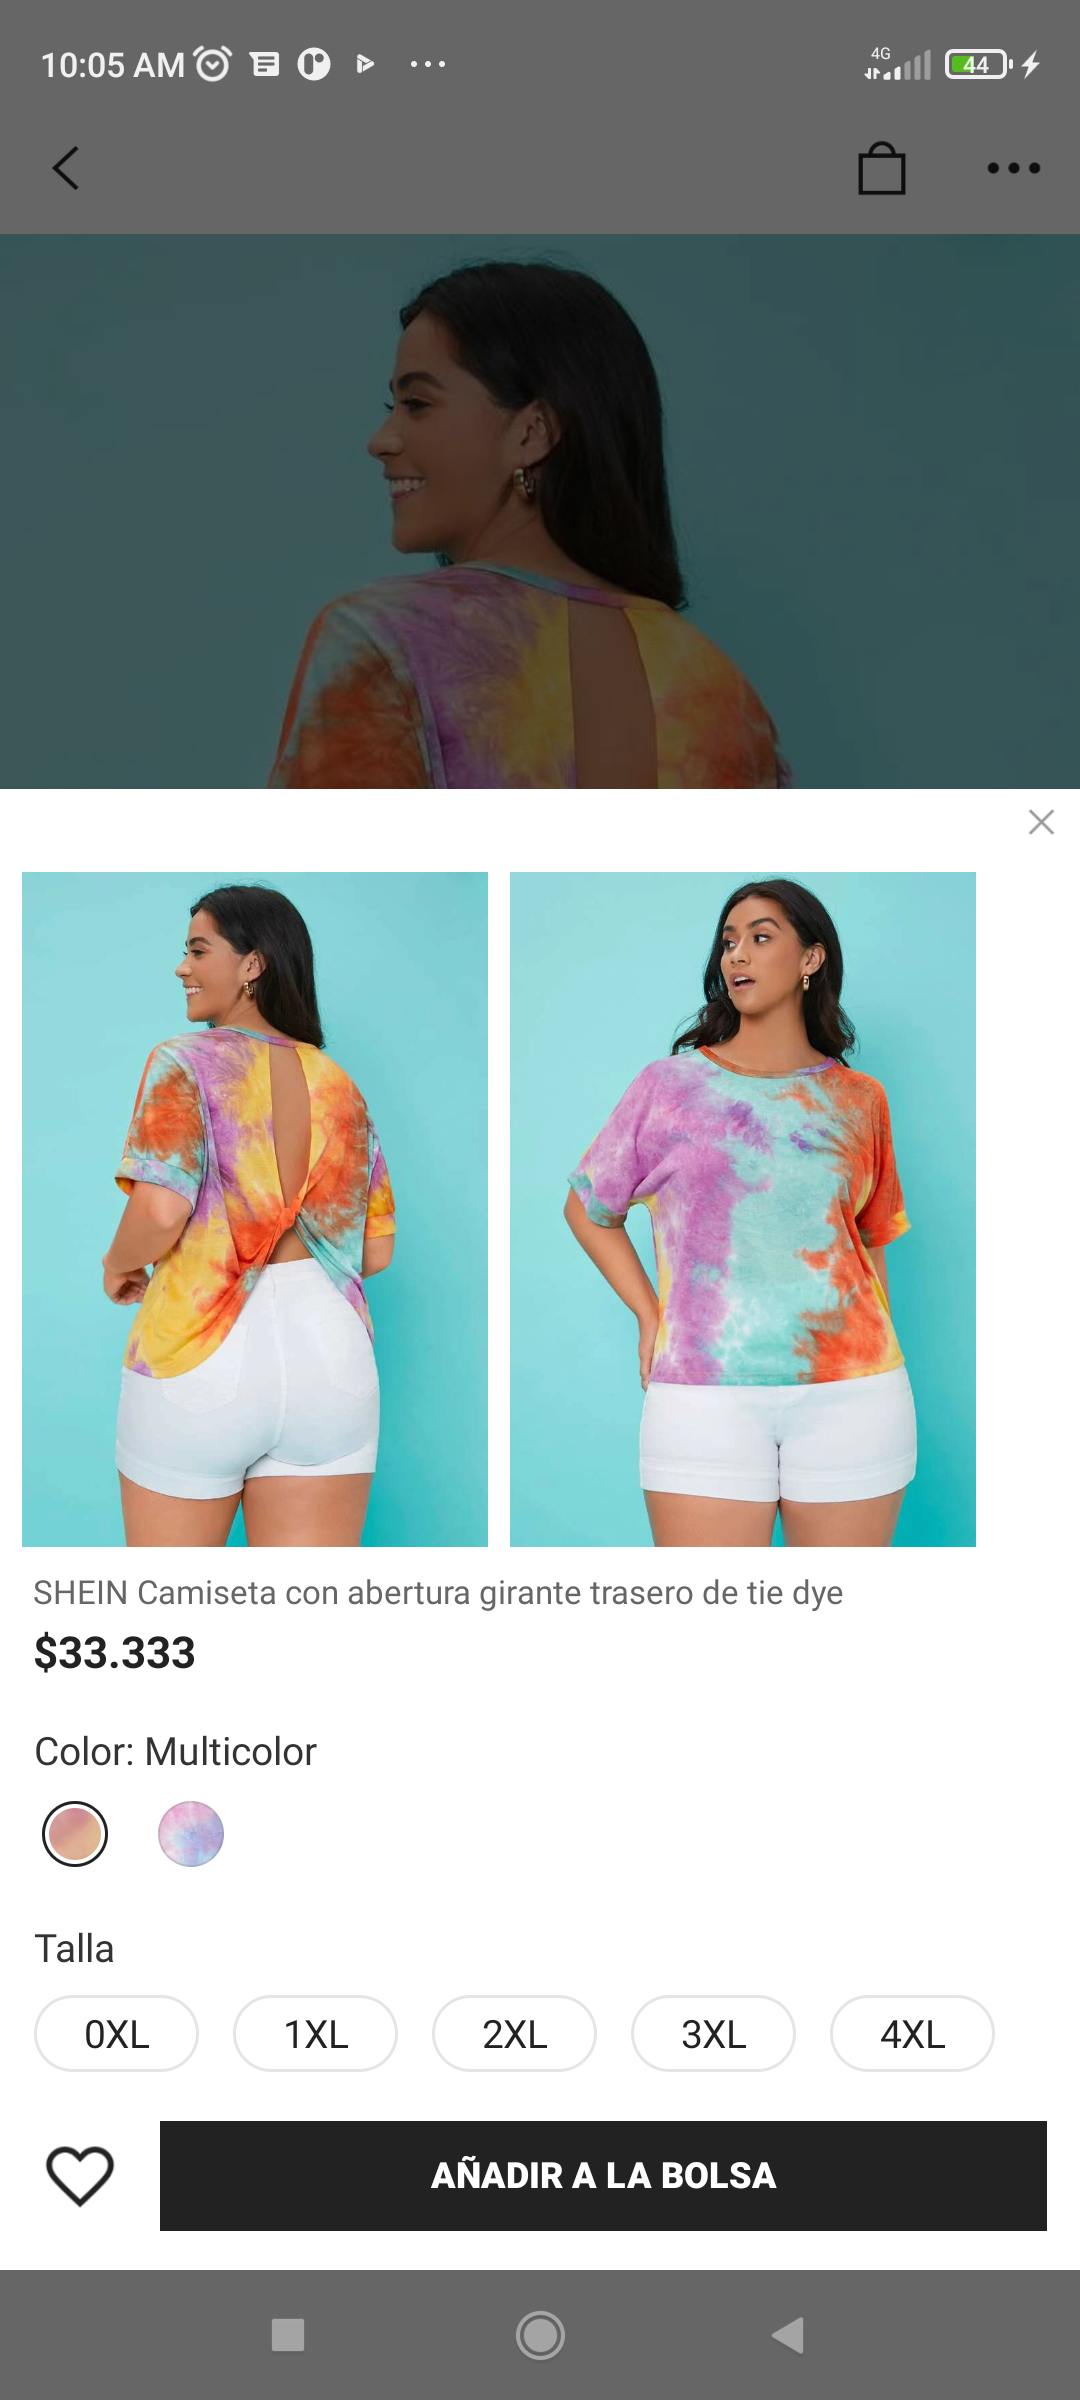 10:05 AM
4G
44
SHEIN Camiseta con abertura girante trasero de tie dye
$33.333
Color: Multicolor
Talla
0XL 1XL 2XL 3XL 4XL
AÑADIR A LA BOLSA